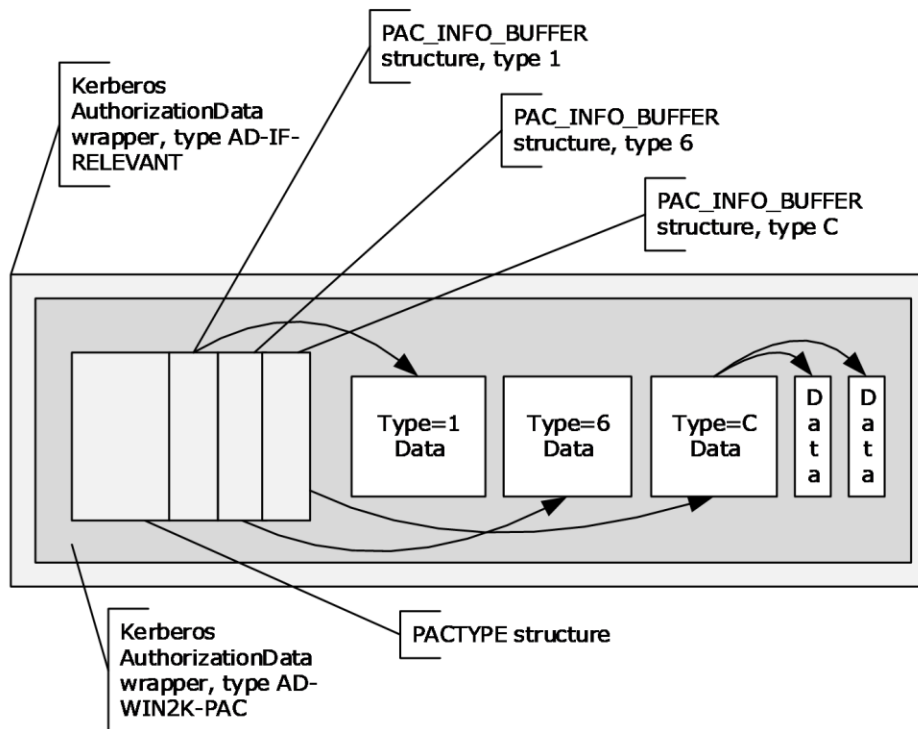 PAC_INFO_BUFFER
structure, type 1
Kerberos
AuthorizationData
wrapper, type AD-IF-
RELEVANT
PAC_INFO_BUFFER
structure, type 6
PAC_INFO_BUFFER
structure, type C
Type=1
Data
Type=6
Data
Type=C
Data
D
a
t
a
D
a
t
a
Kerberos
AuthorizationData
wrapper, type AD-
WIN2K-PAC
PACTYPE structure